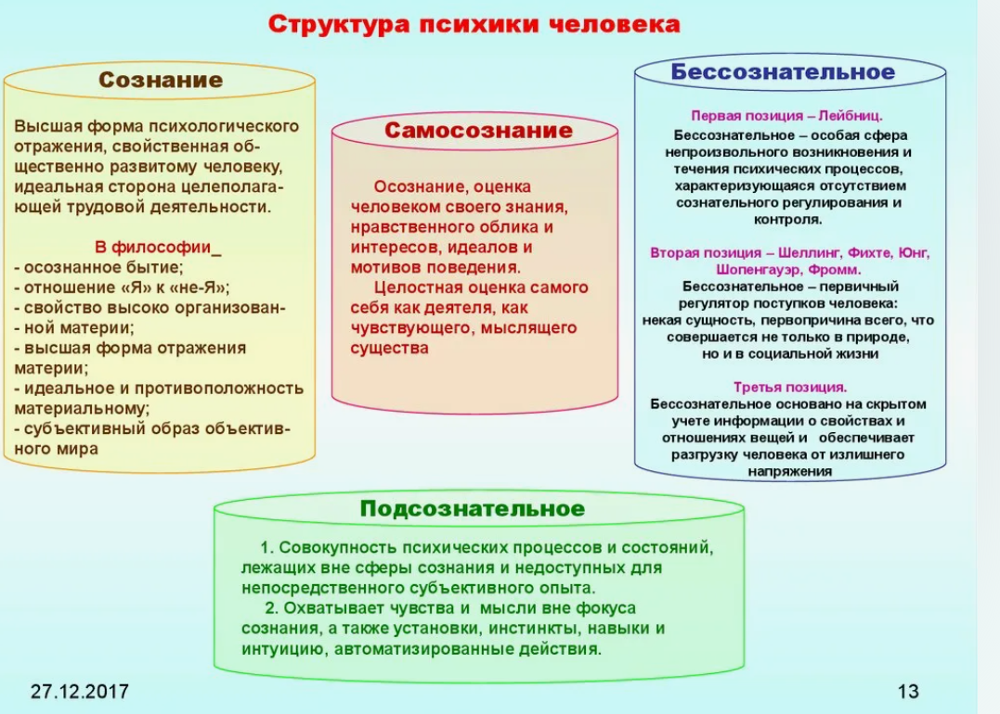 Структура психики человека
Сознание
Высшая форма психологического
отражения, свойственная об-
щественно развитому человеку,
идеальная сторона целеполага-
ющей трудовой деятельности.
В философии_
- осознанное бытие;
- отношение «Я» к «не-Я»;
- свойство высоко организован-
- ной материи;
- высшая форма отражения
материи;
- идеальное и противоположность
материальному;
- субъективный образ объектив-
ного мира
Самосознание
Осознание, оценка
человеком своего знания,
нравственного облика и
интересов, идеалов и
мотивов поведения.
Целостная оценка самого
себя как деятеля, как
чувствующего, мыслящего
существа
Бессознательное
Первая позиция – Лейбниц.
Бессознательное – особая сфера
непроизвольного возникновения и
течения психических процессов,
характеризующаяся отсутствием
сознательного регулирования и
контроля.
Вторая позиция – Шеллинг, Фихте, Юнг,
Шопенгауэр, Фромм.
Бессознательное – первичный
регулятор поступков человека:
некая сущность, первопричина всего, что
совершается не только в природе,
но и в социальной жизни
Третья позиция.
Бессознательное основано на скрытом
учете информации о свойствах и
отношениях вещей и обеспечивает
разгрузку человека от излишнего
напряжения
Подсознательное
1. Совокупность психических процессов и состояний,
лежащих вне сферы сознания и недоступных для
непосредственного субъективного опыта.
2. Охватывает чувства и мысли вне фокуса
сознания, а также установки, инстинкты, навыки и
интуицию, автоматизированные действия.
27.12.2017
13